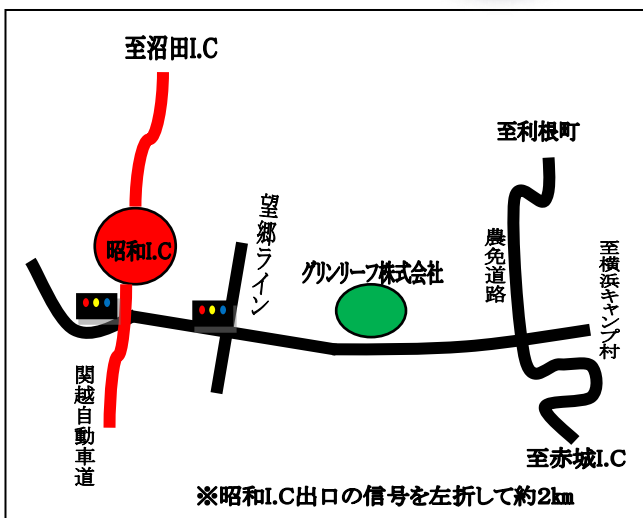 至沼田I.C
至利根町
望郷ライン
農免道路
至横浜キャンプ村
昭和I.C
グリンリーフ株式会社
関越自動車道
至赤城I.C
※昭和I.C出口の信号を左折して約2km